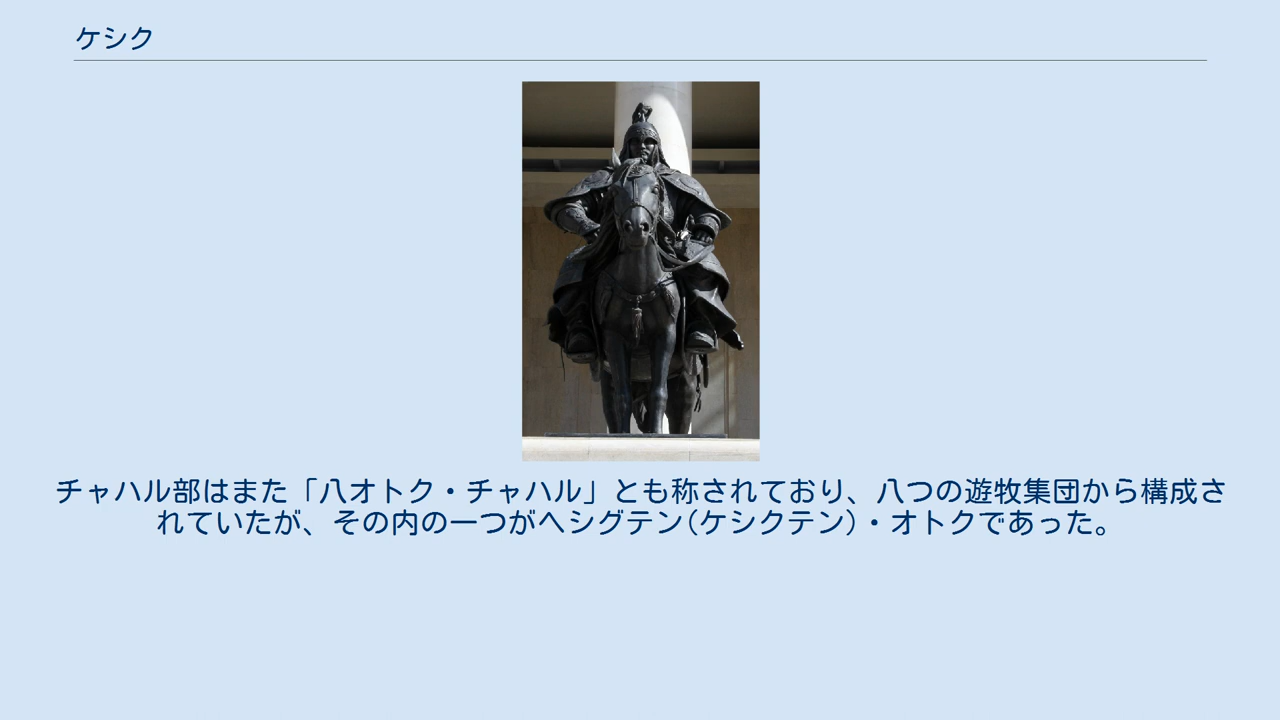 ケシク
チャハル部はまた「八オトク・チャハル」とも称されており、八つの遊牧集団から構成さ
れていたが、その内の一つがヘシグテン(ケシクテン)・オトクであった。